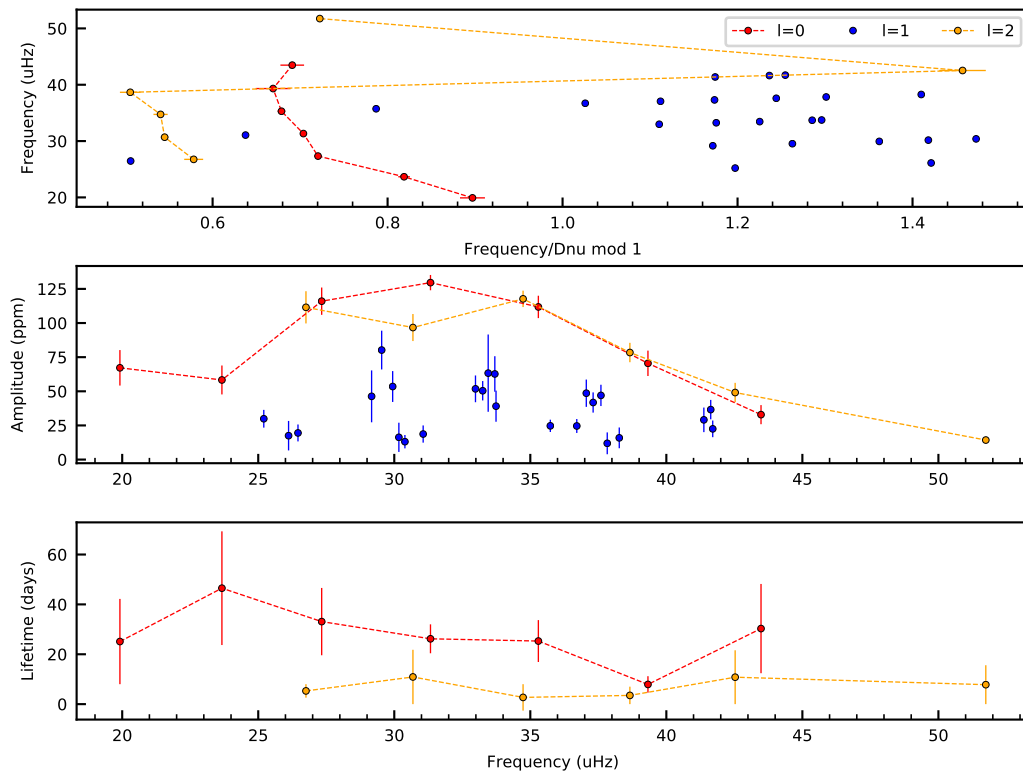 l=0 l=1 l=2
Frequency (uHz)
50
40
30
20
0.6 0.8 1.0 1.2 1.4
Frequency/Dnu mod 1
Amplitude (ppm)
125
100
75
50
25
0
20 25 30 35 40 45 50
Lifetime (days)
60
40
20
0
20 25 30 35 40 45 50
Frequency (uHz)